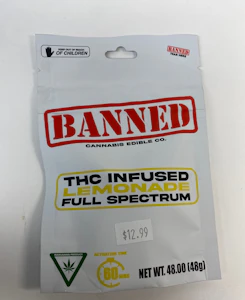 KEEP OUT OF REACH
OF CHILDREN
BANNED
BANNED
CANNABIS EDIBLE CO.
THC INFUSED
LEMONADE
FULL SPECTRUM
$12.99
NET WT. 48.00 (48g)